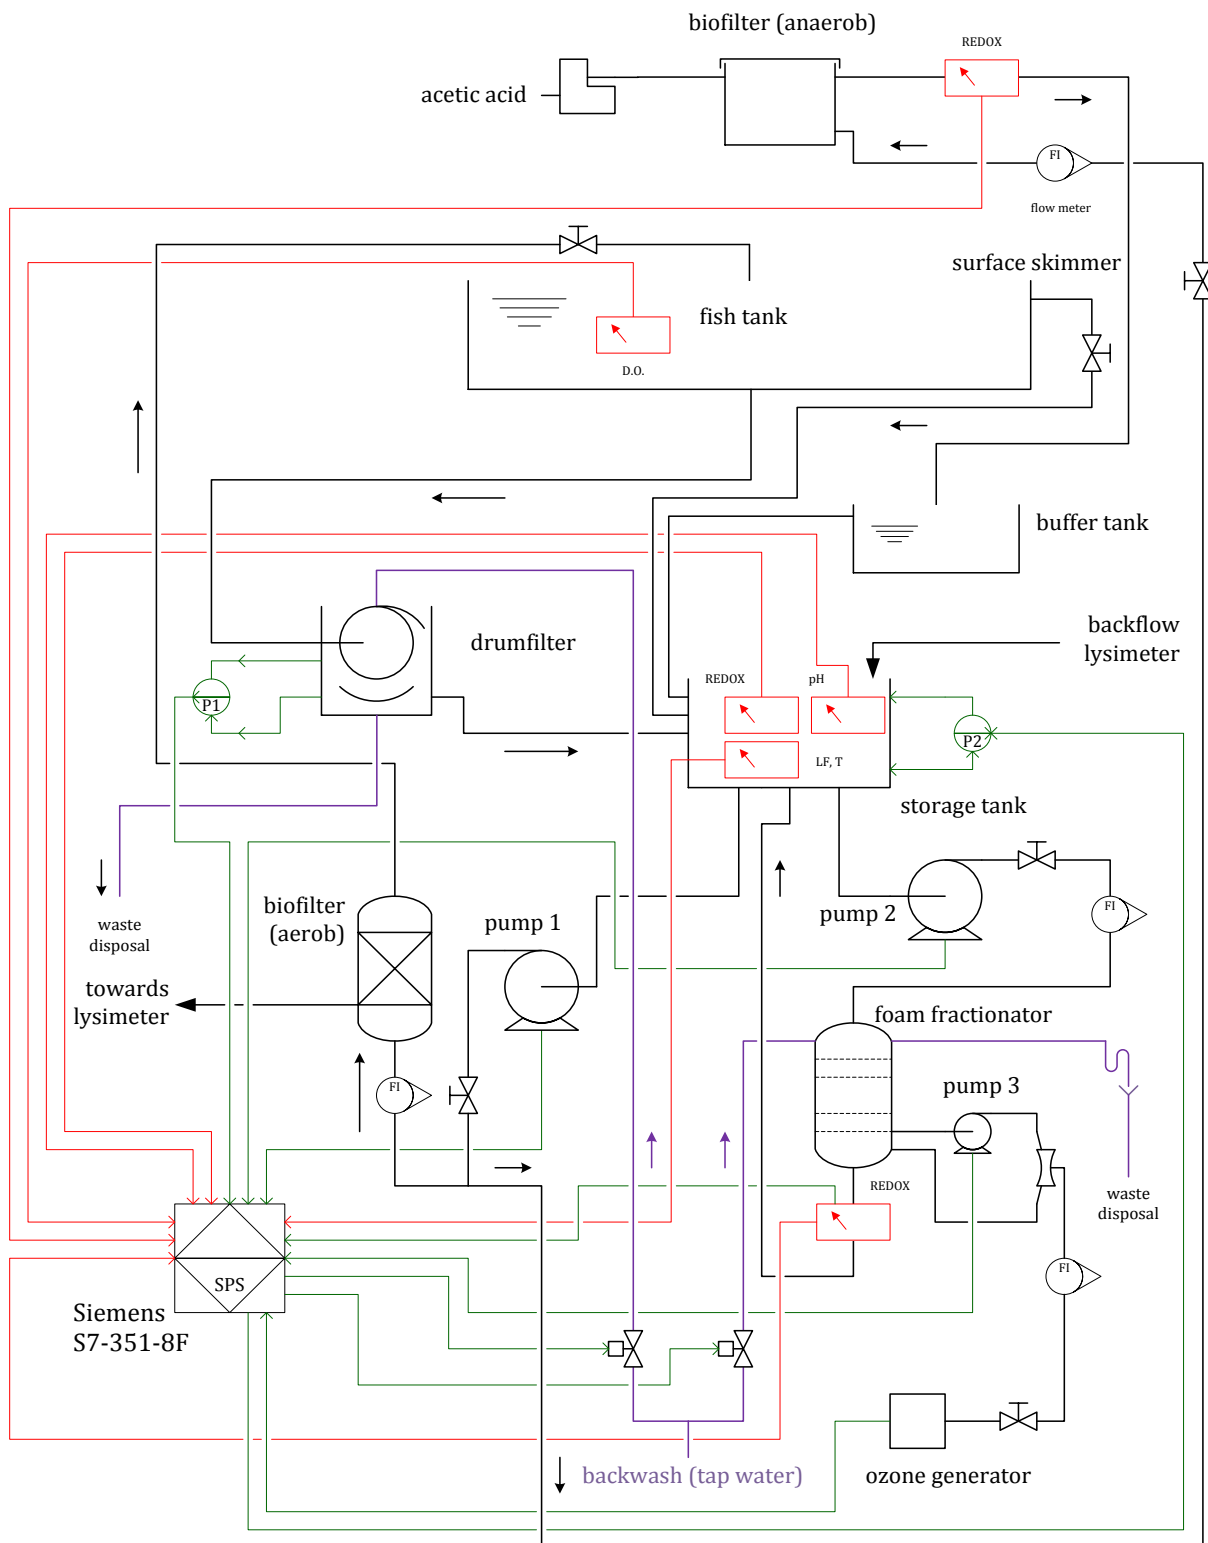 biofilter (anaerob)
REDOX
acetic acid
FI
flow meter
surface skimmer
fish tank
D.O.
buffer tank
drumfilter
backflow
lysimeter
REDOX
pH
P1
P2
LF, T
storage tank
biofilter
(aerob)
pump 1
pump 2
FI
waste
disposal
towards
lysimeter
foam fractionator
FI
pump 3
REDOX
waste
disposal
SPS
FI
Siemens
S7-351-8F
backwash (tap water)
ozone generator